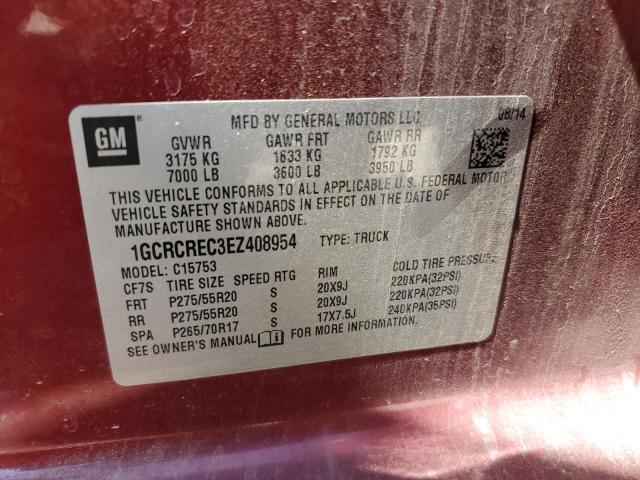 GM
MFD BY GENERAL MOTORS LLC 08/14
GVWR GAWR FRT GAWR RR
3175 KG 1633 KG 1792 KG
7000 LB 3600 LB 3950 LB
THIS VEHICLE CONFORMS TO ALL APPLICABLE U.S. FEDERAL MOTOR
VEHICLE SAFETY STANDARDS IN EFFECT ON THE DATE OF
MANUFACTURE SHOWN ABOVE.
1GCRCREC3EZ408954 TYPE: TRUCK
MODEL: C15753
CF7S TIRE SIZE SPEED RTG RIM COLD TIRE PRESSURE
FRT P275/55R20 S 20X9J 220KPA(32PSI)
RR P275/55R20 S 20X9J 220KPA(32PSI)
SPA P265/70R17 S 17X7.5J 240KPA(35PSI)
SEE OWNER'S MANUAL FOR MORE INFORMATION.